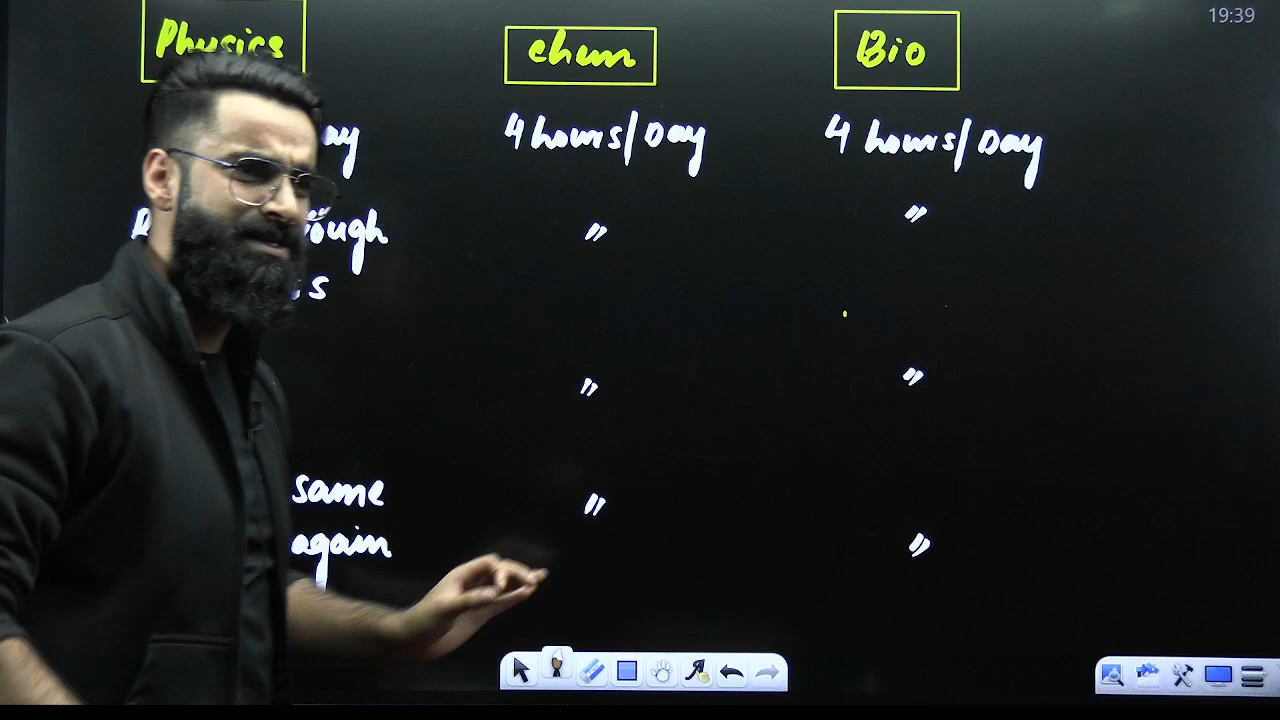 19:39
Physics chem Bio
ay 4 hours/Day 4 hours/Day
ough " "
s
" "
same "
again "